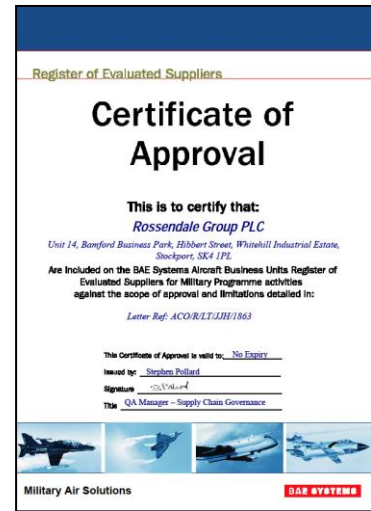 Register of Evaluated Suppliers
Certificate of
Approval
This is to certify that:
Rossendale Group PLC
Unit 14, Bamford Business Park, Hibbert Street, Whitehill Industrial Estate,
Stockport, SK4 1PL
Are included on the BAE Systems Aircraft Business Units Register of
Evaluated Suppliers for Military Programme activities
against the scope of approval and limitations detailed in:
Letter Ref: ACO/R/LT/JJH/1863
This Certificate of Approval is valid to: No Expiry
Issued by: Stephen Pollard
Signature S. Pollard
Title QA Manager – Supply Chain Governance
Military Air Solutions
BAE SYSTEMS